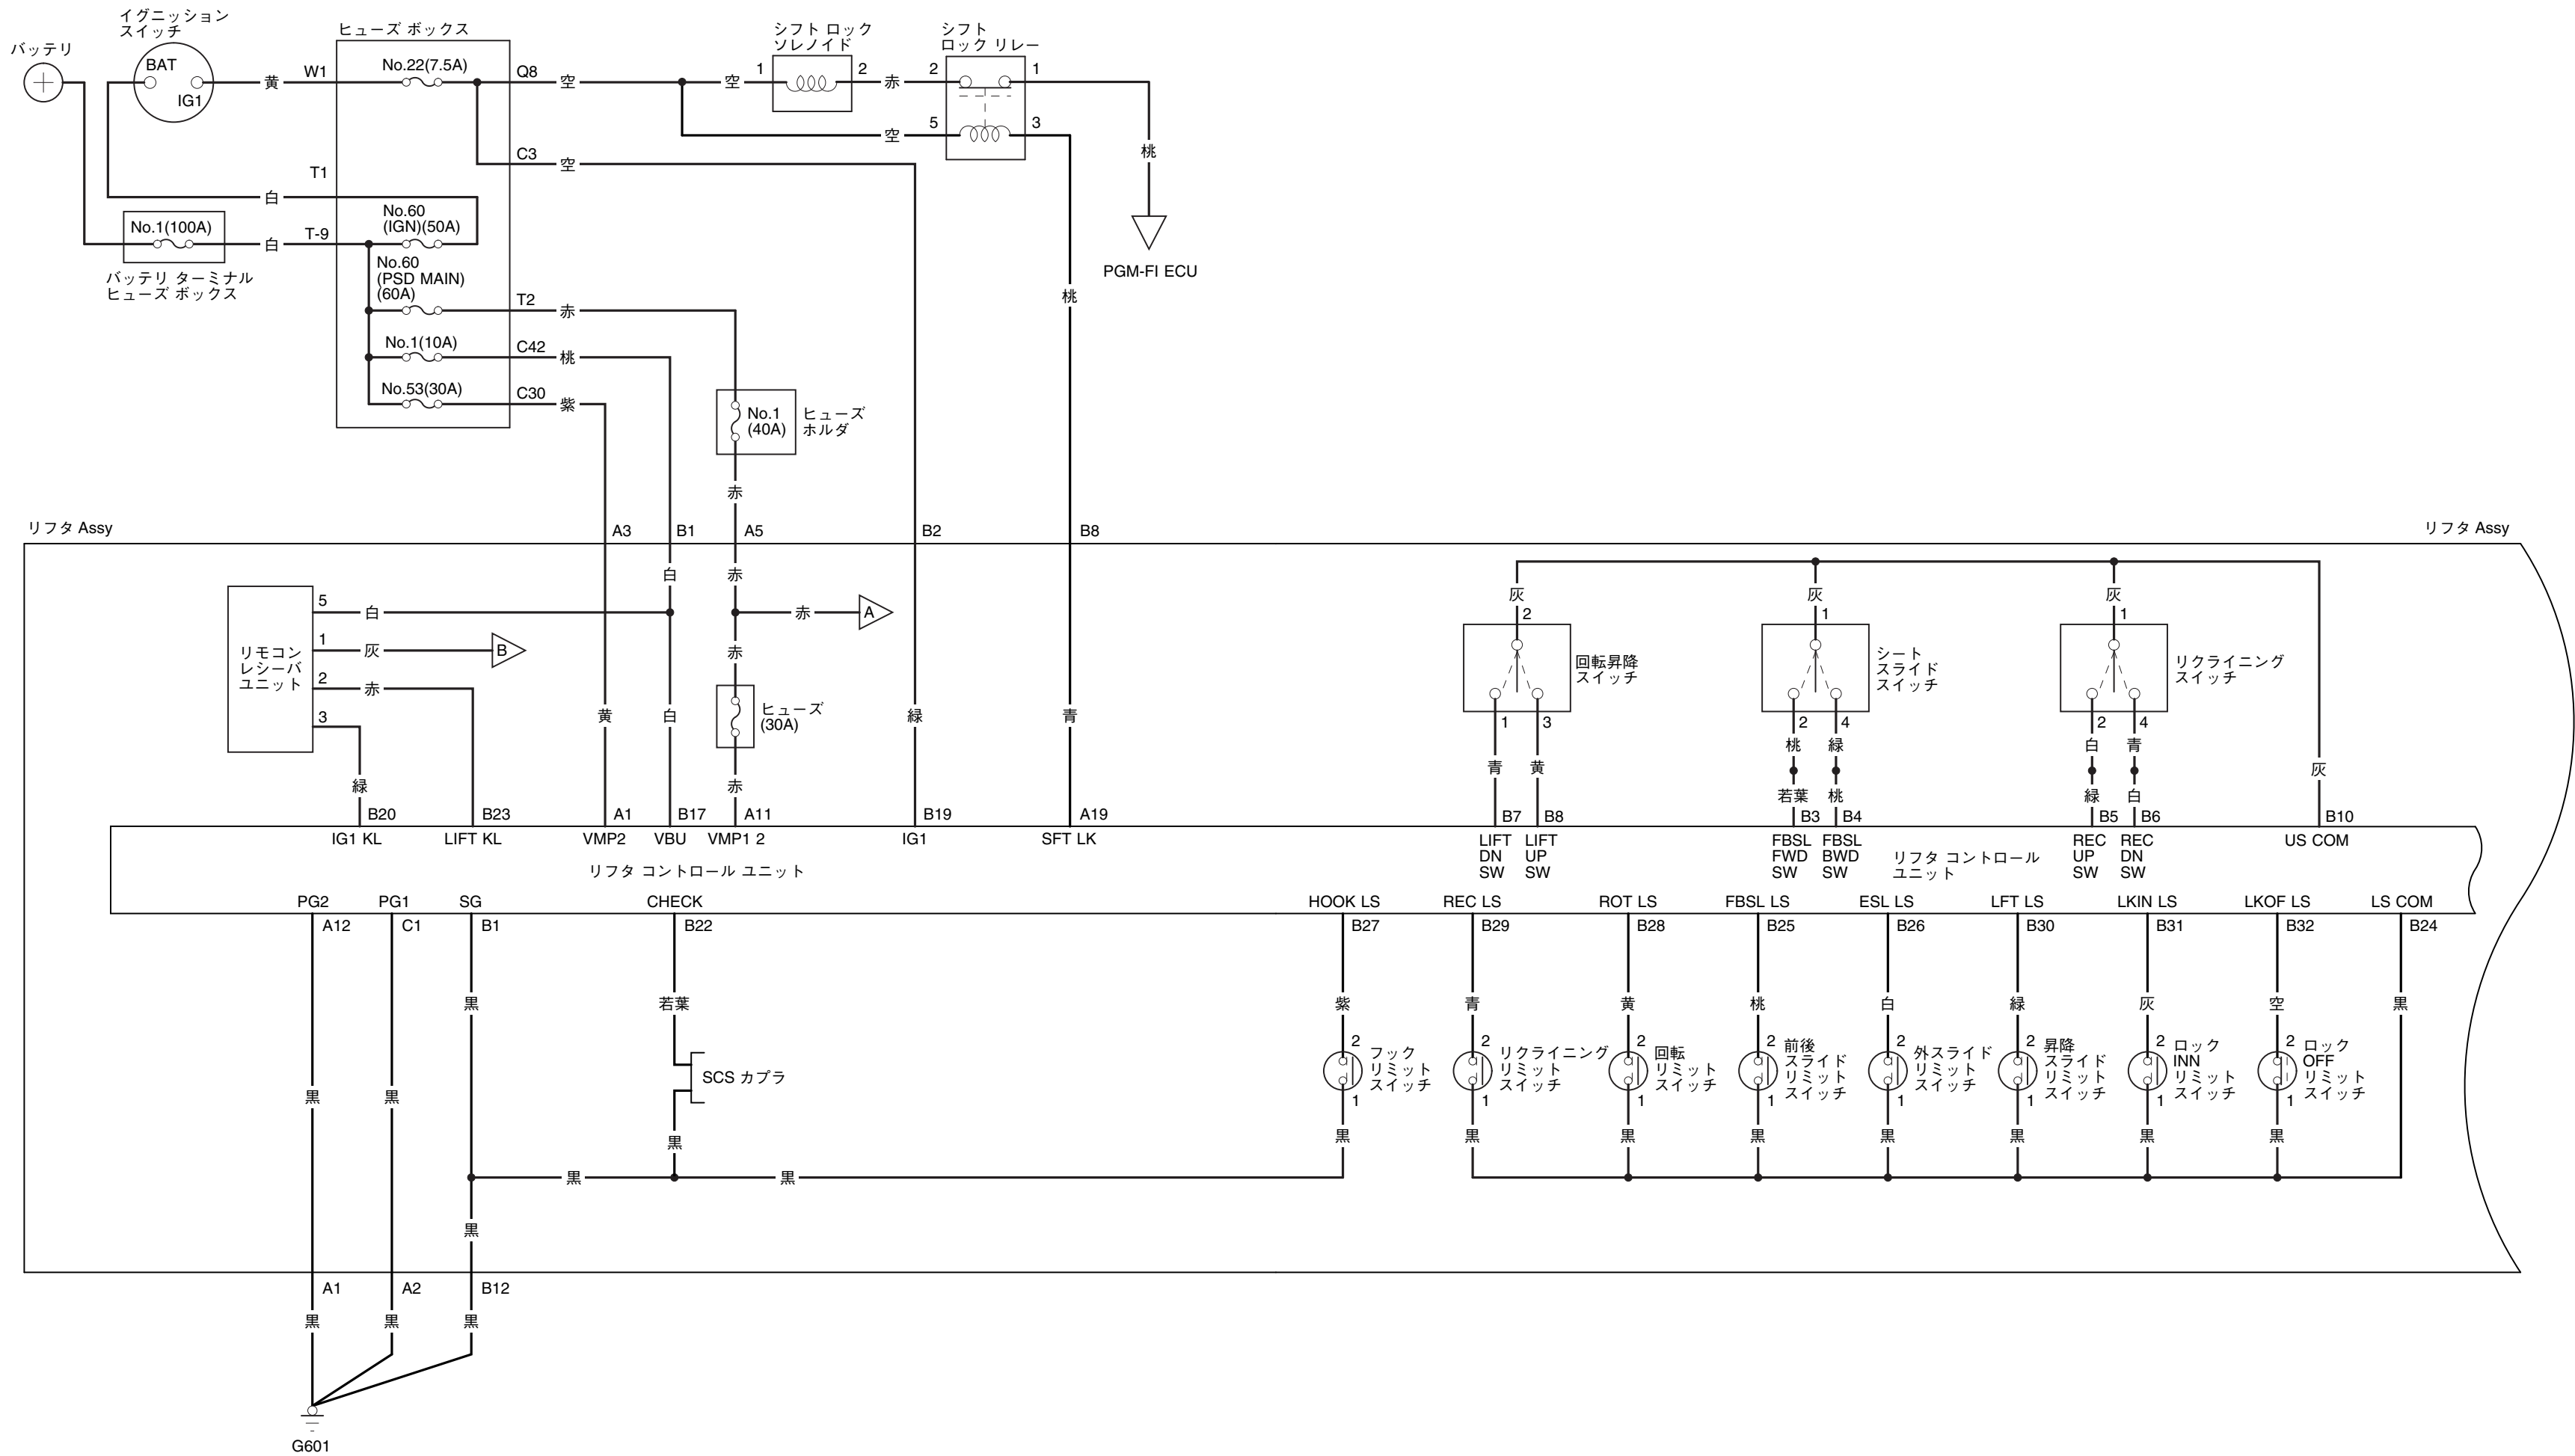 イグニッション
スイッチ
ヒューズ ボックス
シフト ロック
ソレノイド
シフト
ロック リレー
バッテリ
BAT
IG1
黄
W1
No.22(7.5A)
Q8
空
空
1
2
赤
2
1
空
5
3
C3
空
桃
T1
白
No.1(100A)
白
T-9
No.60
(IGN)(50A)
バッテリ ターミナル
ヒューズ ボックス
No.60
(PSD MAIN)
(60A)
T2
赤
PGM-FI ECU
桃
No.1(10A)
C42
桃
No.53(30A)
C30
紫
No.1
(40A)
ヒューズ
ホルダ
赤
リフタ Assy
A3
B1
A5
B2
B8
リフタ Assy
白
赤
リモコン
レシーバ
ユニット
5
白
赤
A
1
灰
B
赤
2
赤
3
緑
黄
白
ヒューズ
(30A)
緑
青
赤
灰
2
回転昇降
スイッチ
1
3
青
黄
灰
1
シート
スライド
スイッチ
2
4
桃
緑
若葉
桃
灰
1
リクライニング
スイッチ
2
4
白
青
緑
白
灰
B20
B23
A1
B17
A11
B19
A19
B7
B8
B3
B4
B5
B6
B10
IG1 KL
LIFT KL
VMP2
VBU
VMP1 2
IG1
SFT LK
LIFT
DN
SW
LIFT
UP
SW
FBSL
FWD
SW
FBSL
BWD
SW
REC
UP
SW
REC
DN
SW
US COM
リフタ コントロール ユニット
リフタ コントロール
ユニット
PG2
PG1
SG
CHECK
HOOK LS
REC LS
ROT LS
FBSL LS
ESL LS
LFT LS
LKIN LS
LKOF LS
LS COM
A12
C1
B1
B22
B27
B29
B28
B25
B26
B30
B31
B32
B24
黒
若葉
紫
青
黄
桃
白
緑
灰
空
黒
黒
黒
SCS カプラ
黒
2
フック
リミット
スイッチ
1
黒
2
リクライニング
リミット
スイッチ
1
黒
2
回転
リミット
スイッチ
1
黒
2
前後
スライド
リミット
スイッチ
1
黒
2
外スライド
リミット
スイッチ
1
黒
2
昇降
スライド
リミット
スイッチ
1
黒
2
ロック
INN
リミット
スイッチ
1
黒
2
ロック
OFF
リミット
スイッチ
1
黒
黒
黒
黒
A1
A2
B12
黒
黒
黒
G601